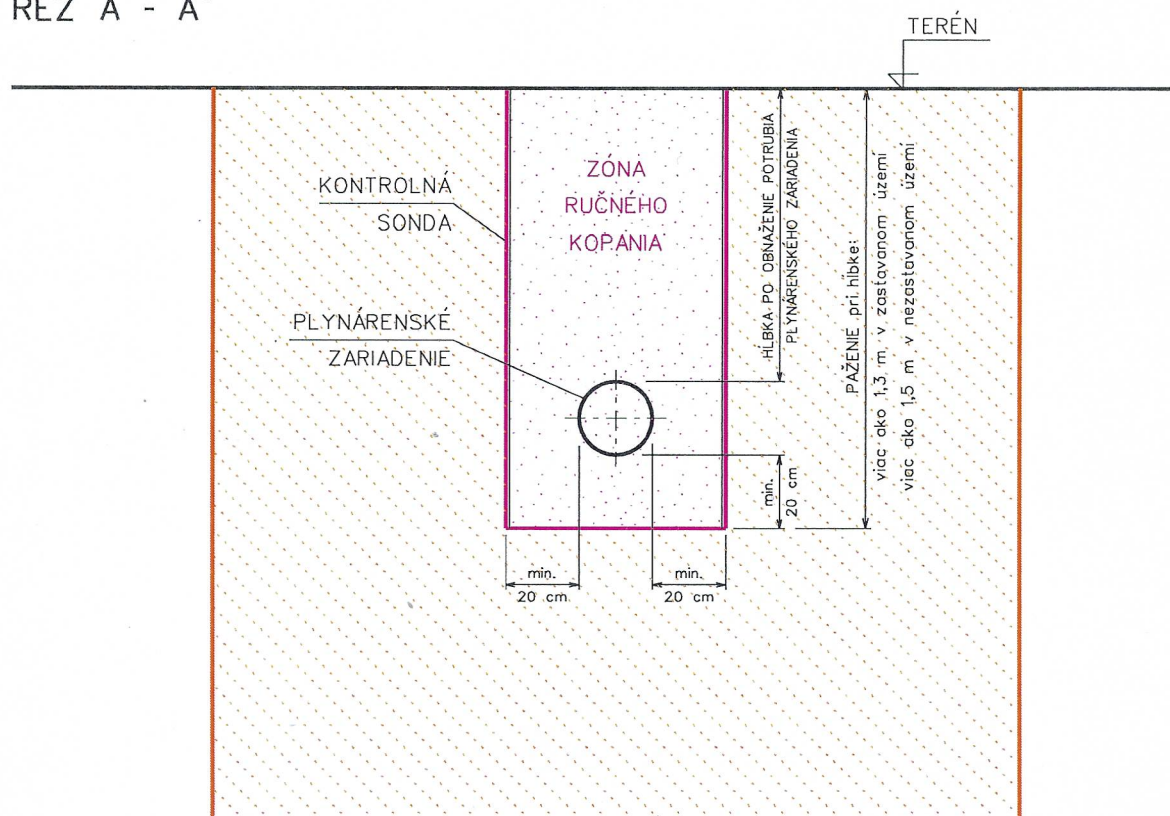 REZ A - A
TERÉN
KONTROLNÁ
SONDA
ZÓNA
RUČNÉHO
KOPANIA
PLYNÁRENSKÉ
ZARIADENIE
HĹBKA PO OBNAŽENIE POTRUBIA
PLYNÁRENSKÉHO ZARIADENIA
PAŽENIE pri hĺbke:
viac ako 1,3 m v zastavanom území
viac ako 1,5 m v nezastavanom území
min.
20 cm
min.
20 cm
min.
20 cm